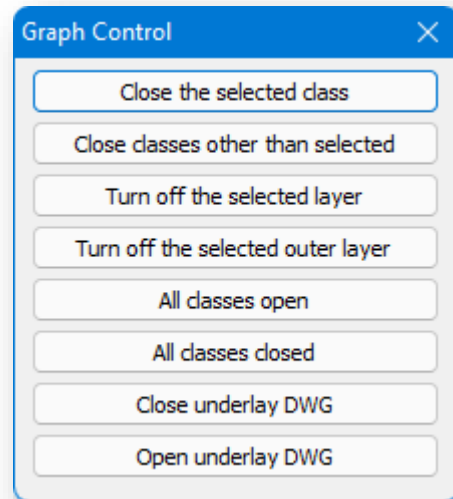 Graph Control
Close the selected class
Close classes other than selected
Turn off the selected layer
Turn off the selected outer layer
All classes open
All classes closed
Close underlay DWG
Open underlay DWG